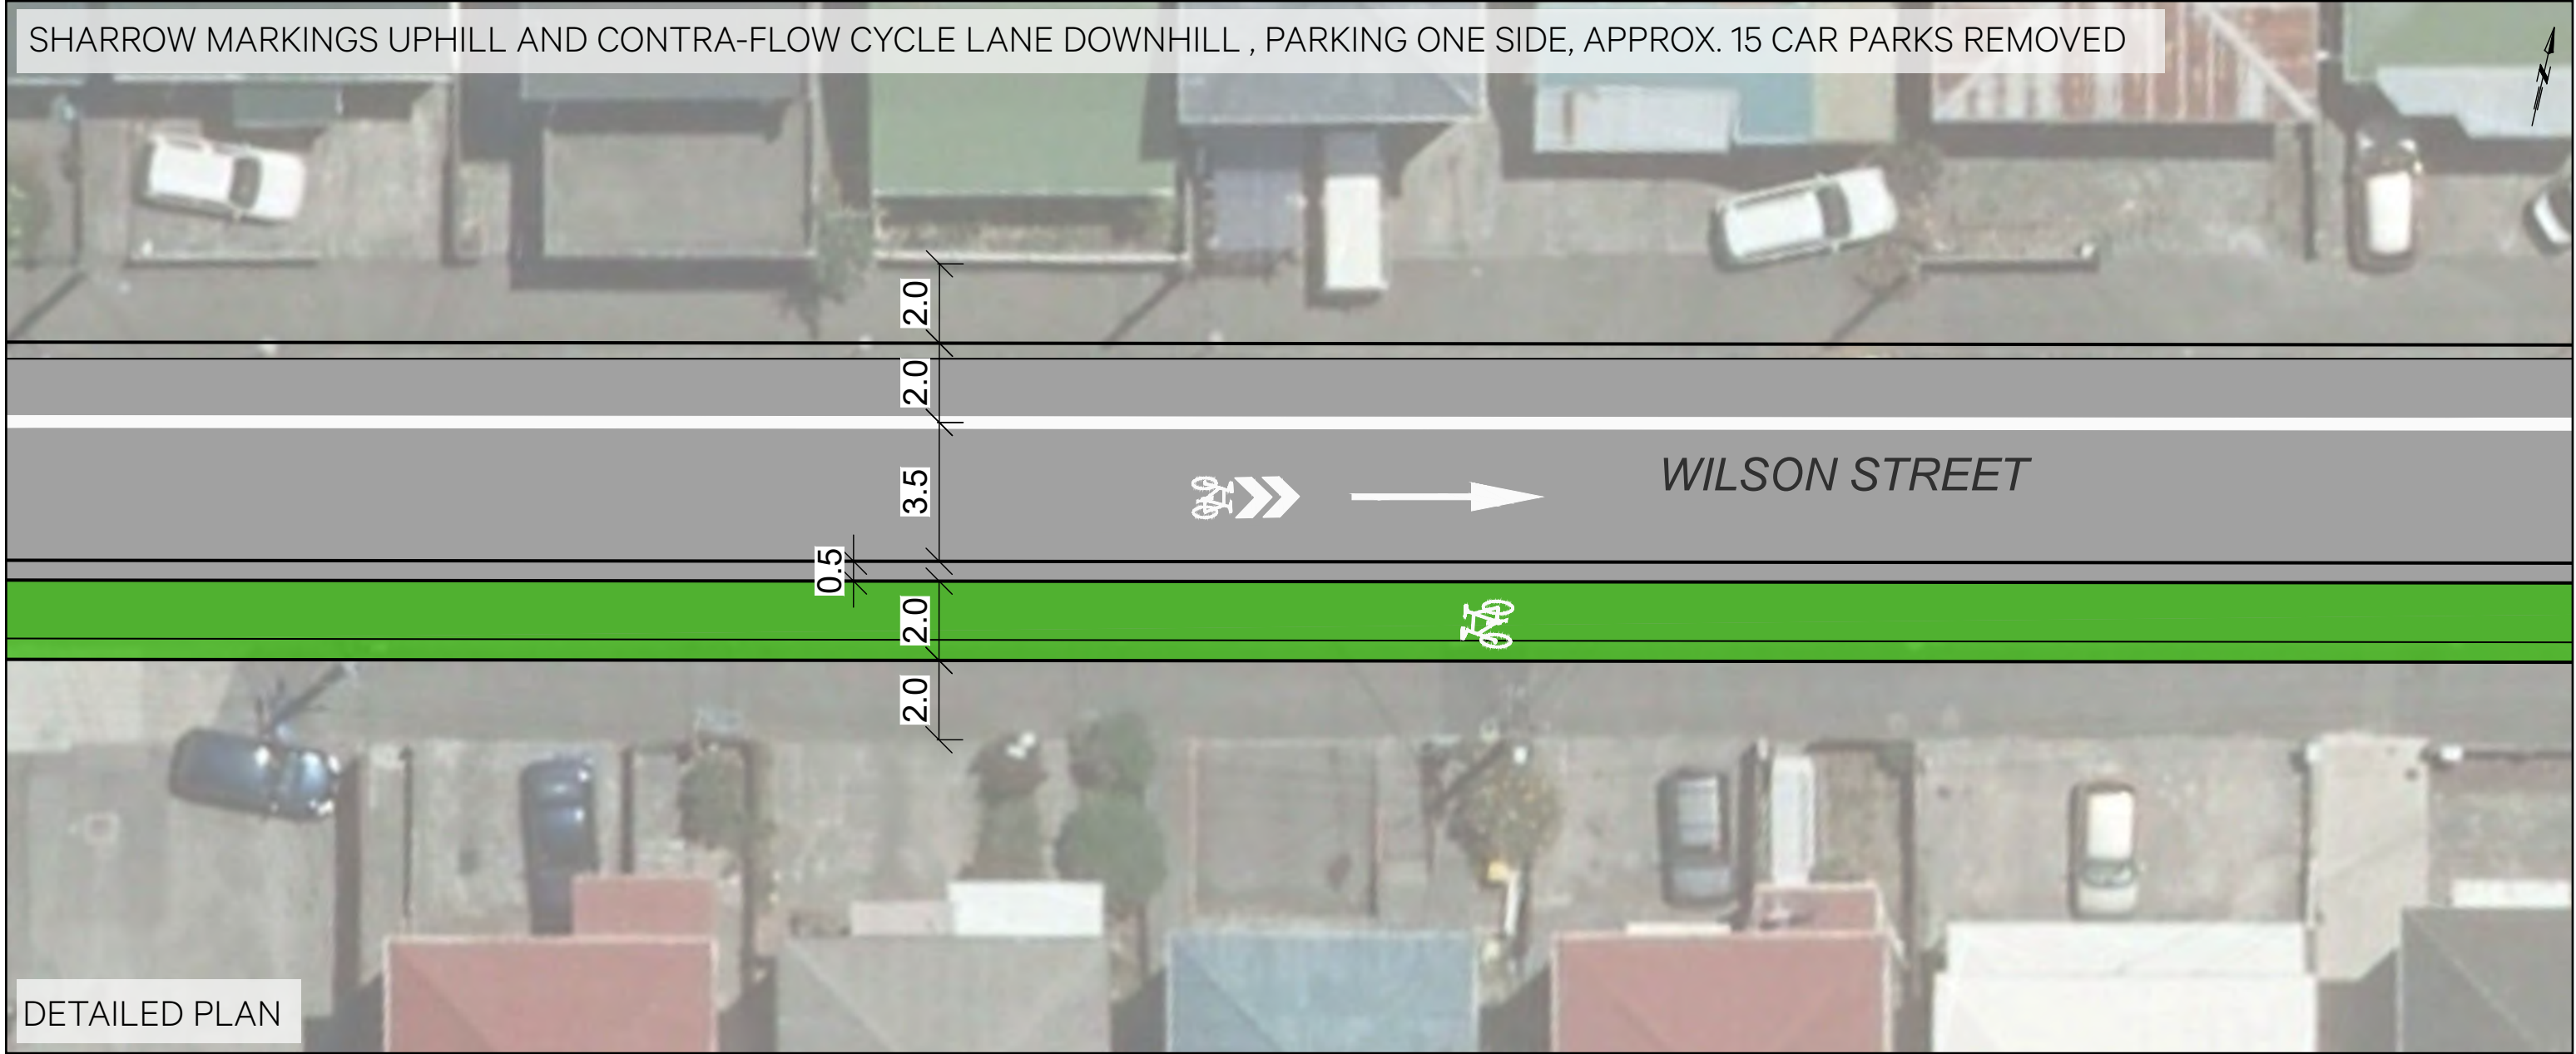 SHARROW MARKINGS UPHILL AND CONTRA-FLOW CYCLE LANE DOWNHILL , PARKING ONE SIDE, APPROX. 15 CAR PARKS REMOVED
N
2.0
2.0
3.5
WILSON STREET
0.5
2.0
2.0
DETAILED PLAN